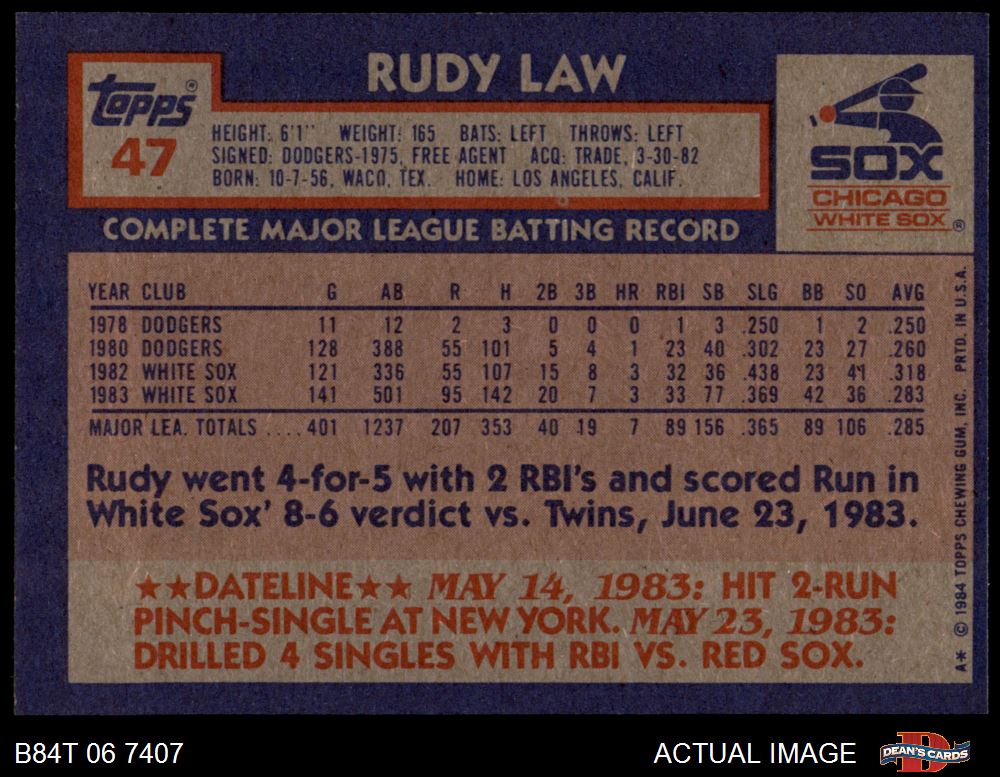 RUDY LAW
Topps®
47
HEIGHT: 6'1" WEIGHT: 165 BATS: LEFT THROWS: LEFT
SIGNED: DODGERS-1975, FREE AGENT ACQ: TRADE, 3-30-82
BORN: 10-7-56, WACO, TEX. HOME: LOS ANGELES, CALIF.
SOX
CHICAGO
WHITE SOX®
COMPLETE MAJOR LEAGUE BATTING RECORD
YEAR CLUB G AB R H 2B 3B HR RBI SB SLG BB SO AVG
1978 DODGERS 11 12 2 3 0 0 0 1 3 .250 1 2 .250
1980 DODGERS 128 388 55 101 5 4 1 23 40 .302 23 27 .260
1982 WHITE SOX 121 336 55 107 15 8 3 32 36 .438 23 41 .318
1983 WHITE SOX 141 501 95 142 20 7 3 33 77 .369 42 36 .283
MAJOR LEA. TOTALS .... 401 1237 207 353 40 19 7 89 156 .365 89 106 .285
Rudy went 4-for-5 with 2 RBI's and scored Run in
White Sox' 8-6 verdict vs. Twins, June 23, 1983.
★★DATELINE★★ MAY 14, 1983: HIT 2-RUN
PINCH-SINGLE AT NEW YORK. MAY 23, 1983:
DRILLED 4 SINGLES WITH RBI VS. RED SOX.
A* © 1984 TOPPS CHEWING GUM, INC. PRTD. IN U.S.A.
B84T 06 7407
ACTUAL IMAGE
DEAN'S CARDS